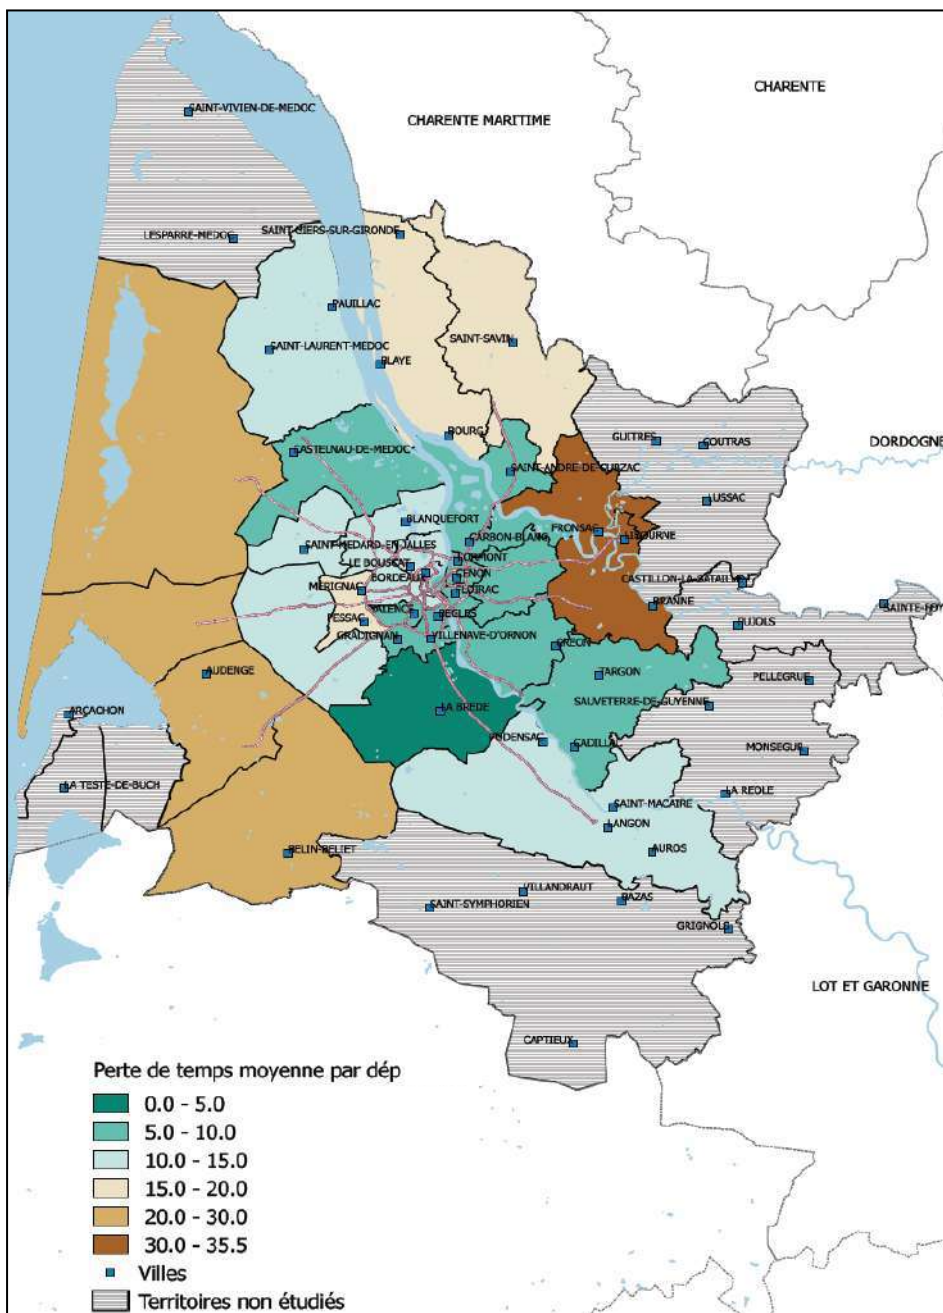 CHARENTE
SAINT-VIVIEN-DE-MEDOC
CHARENTE MARITIME
LESPARRE-MEDOC
SAINT-CIERS-SUR-GIRONDE
PAUILLAC
SAINT-SAVIN
SAINT-LAURENT-MEDOC
BLAYE
BOURG
GUITRES
COUTRAS
DORDOGNE
CASTELNAU-DE-MEDOC
SAINT-ANDRE-DE-CUBZAC
LUSSAC
BLANQUEFORT
FRONSAC
LIBOURNE
CARBON-BLANC
SAINT-MEDARD-EN-JALLES
LORMONT
LE BOUSCAT
BORDEAUX
CENON
CASTILLON-LA-BATAILLE
MERIGNAC
FLOIRAC
BRANNE
SAINTE-FOY
TALENCE
BEGLES
PESSAC
PUJOLS
GRADIGNAN
VILLENAVE-D'ORNON
CREON
AUDENGE
TARGON
PELLEGRUE
SAUVETERRE-DE-GUYENNE
ARCACHON
LA BREDE
PODENSAC
CADILLAC
MONSEGUR
LA TESTE-DE-BUCH
LA REOLE
SAINT-MACAIRE
LANGON
BELIN-BELIET
AUROS
VILLANDRAUT
BAZAS
SAINT-SYMPHORIEN
GRIGNOLS
LOT ET GARONNE
CAPTIEUX
Perte de temps moyenne par dép
0.0 - 5.0
5.0 - 10.0
10.0 - 15.0
15.0 - 20.0
20.0 - 30.0
30.0 - 35.5
Villes
Territoires non étudiés